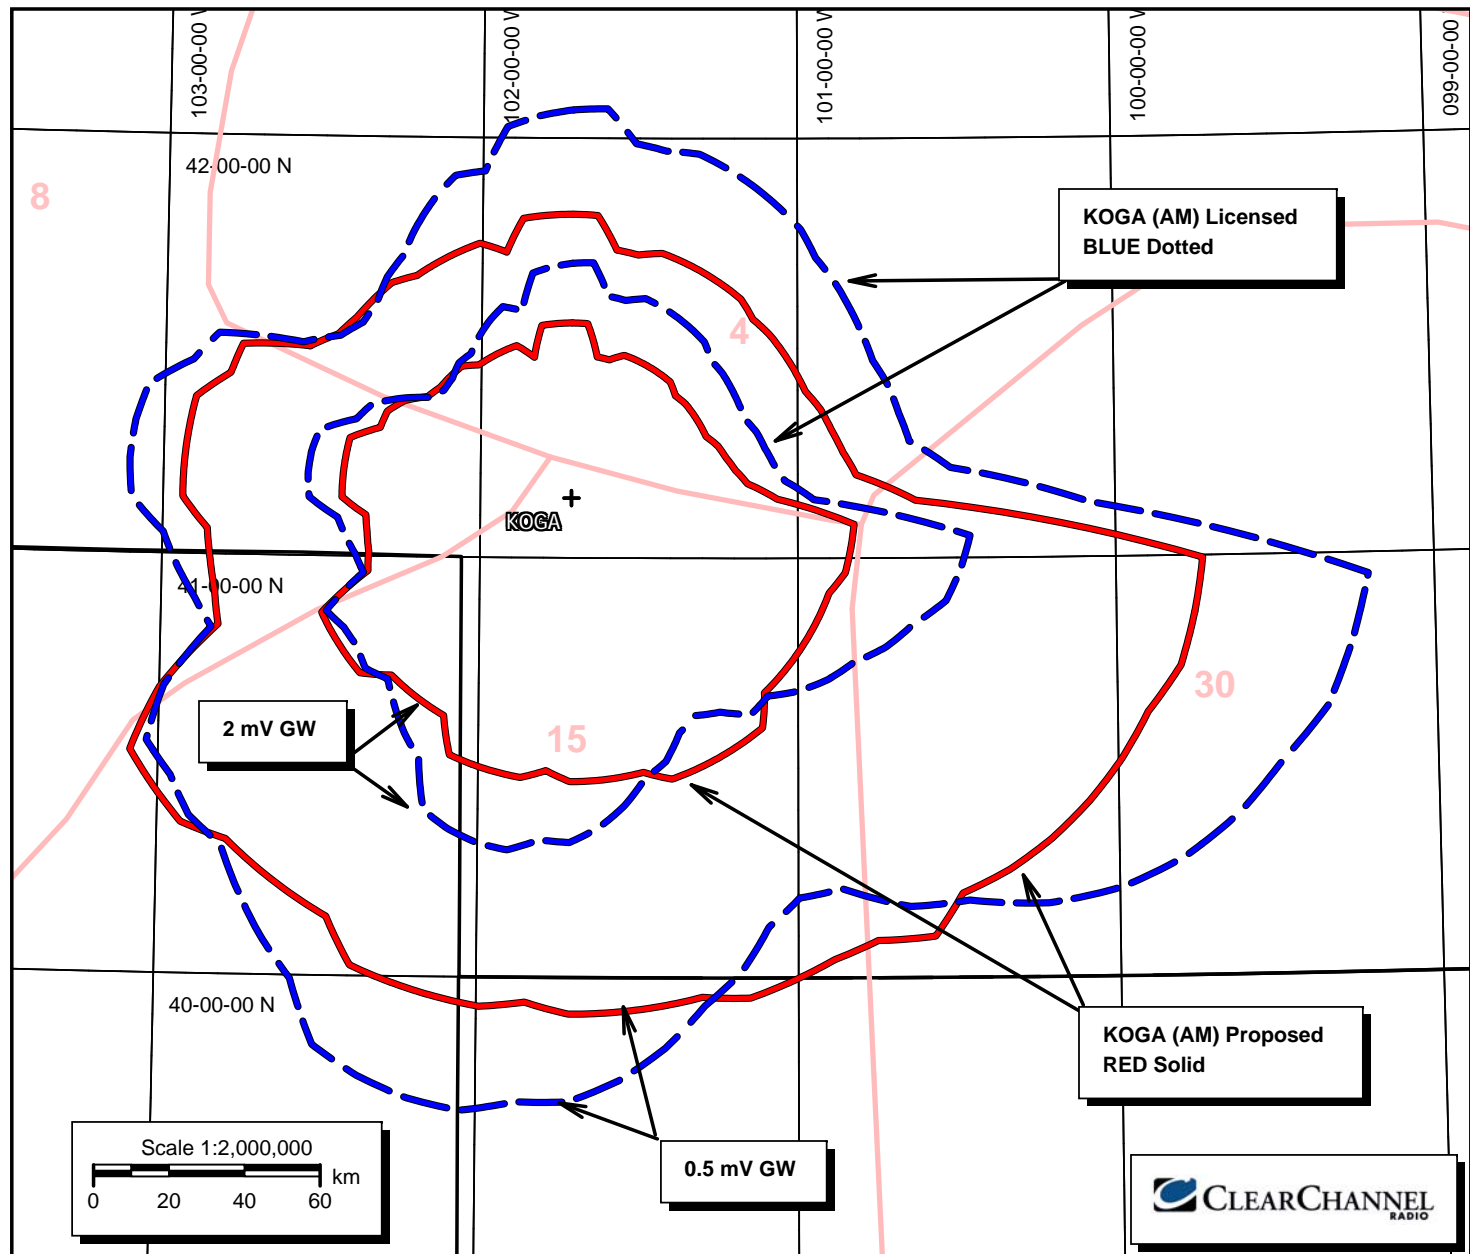 103-00-00 W
102-00-00 W
101-00-00 W
100-00-00 W
099-00-00
42-00-00 N
8
KOGA (AM) Licensed
BLUE Dotted
4
KOGA
41-00-00 N
30
2 mV GW
15
40-00-00 N
KOGA (AM) Proposed
RED Solid
Scale 1:2,000,000
km
0 20 40 60
0.5 mV GW
CLEARCHANNEL
RADIO